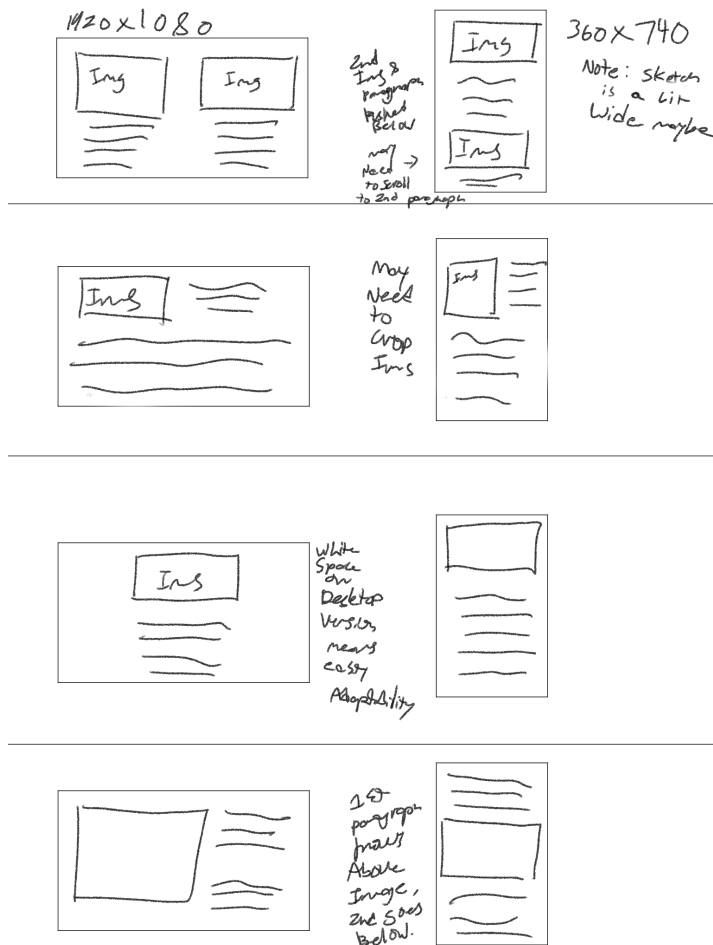 1920x1080
Img
Img
2nd
Img &
paragraph
pushed
Below
may →
Need
to scroll
to 2nd paragraph
Img
Img
360x740
Note: Sketch
is a bit
wide maybe
Img
May
Need
to
Crop
Img
Img
Img
White
Space
on
Desktop
Version
means
easy
Adaptability
1st
paragraph
moves
Above
Image,
2nd goes
Below.